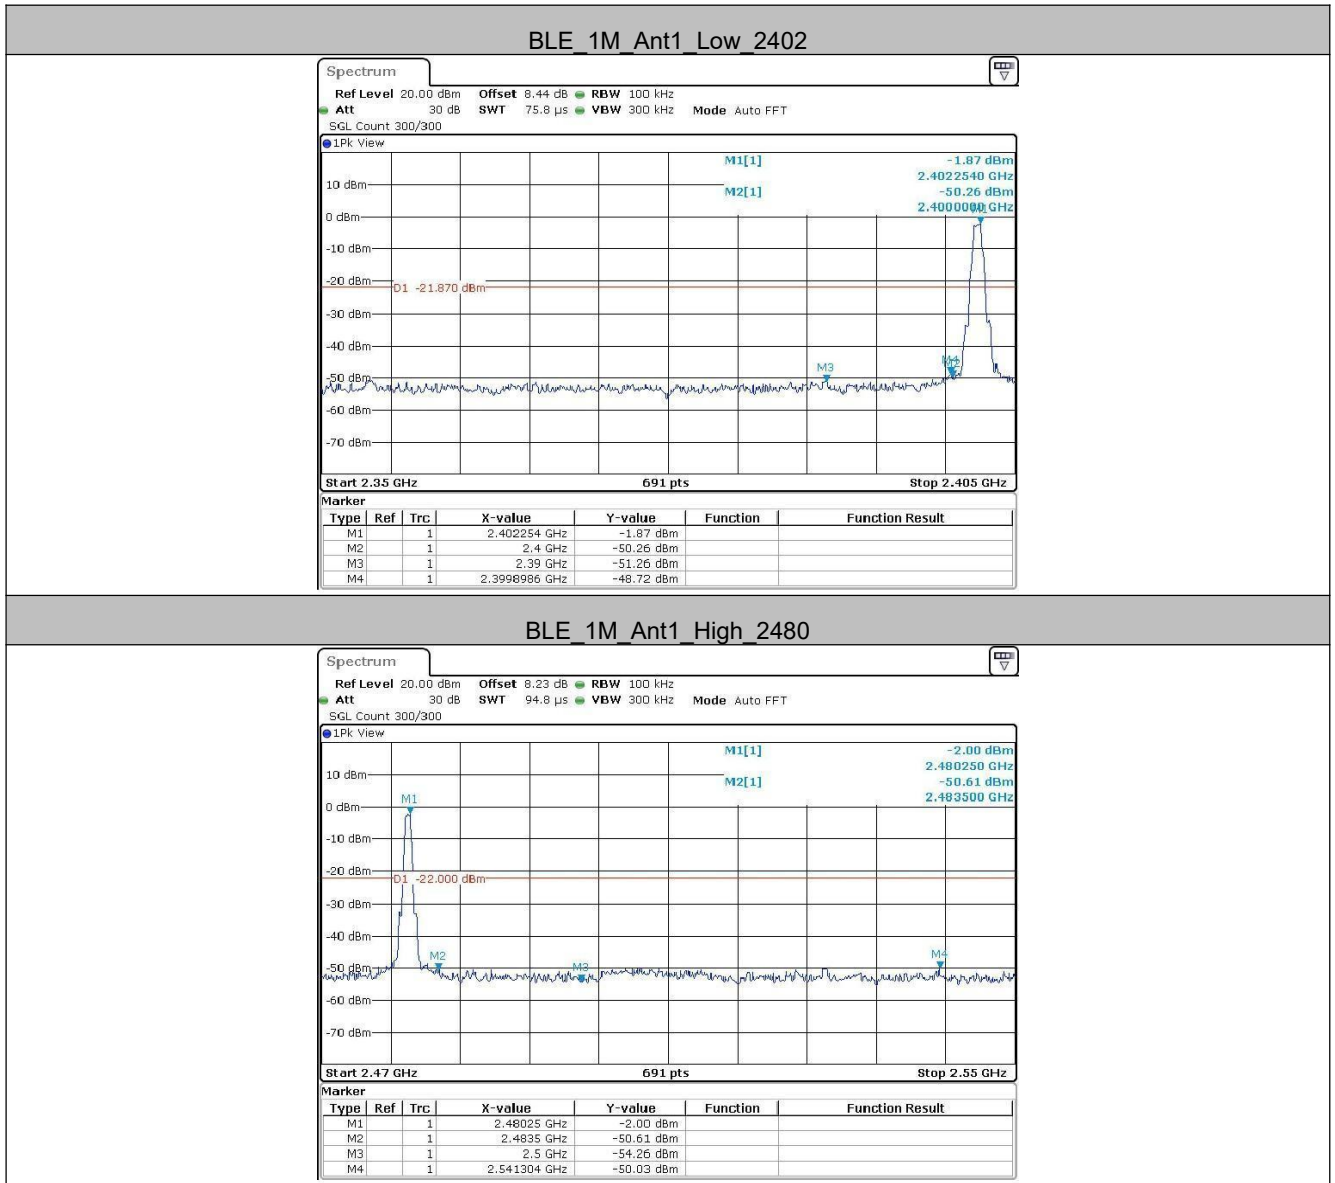 BLE_1M_Ant1_Low_2402
Spectrum
Ref Level 20.00 dBm Offset 8.44 dB RBW 100 kHz
Att 30 dB SWT 75.8 µs VBW 300 kHz Mode Auto FFT
SGL Count 300/300
1Pk View
M1[1] -1.87 dBm
2.4022540 GHz
10 dBm M2[1] -50.26 dBm
2.4000000 GHz
M1
0 dBm
-10 dBm
-20 dBm
D1 -21.870 dBm
-30 dBm
-40 dBm
M3 M4 M2
-50 dBm
-60 dBm
-70 dBm
Start 2.35 GHz 691 pts Stop 2.405 GHz
Marker
Type Ref Trc X-value Y-value Function Function Result
M1 1 2.402254 GHz -1.87 dBm
M2 1 2.4 GHz -50.26 dBm
M3 1 2.39 GHz -51.26 dBm
M4 1 2.3998986 GHz -48.72 dBm
BLE_1M_Ant1_High_2480
Spectrum
Ref Level 20.00 dBm Offset 8.23 dB RBW 100 kHz
Att 30 dB SWT 94.8 µs VBW 300 kHz Mode Auto FFT
SGL Count 300/300
1Pk View
M1[1] -2.00 dBm
2.480250 GHz
10 dBm M2[1] -50.61 dBm
2.483500 GHz
M1
0 dBm
-10 dBm
-20 dBm
D1 -22.000 dBm
-30 dBm
-40 dBm
M2 M3 M4
-50 dBm
-60 dBm
-70 dBm
Start 2.47 GHz 691 pts Stop 2.55 GHz
Marker
Type Ref Trc X-value Y-value Function Function Result
M1 1 2.48025 GHz -2.00 dBm
M2 1 2.4835 GHz -50.61 dBm
M3 1 2.5 GHz -54.26 dBm
M4 1 2.541304 GHz -50.03 dBm